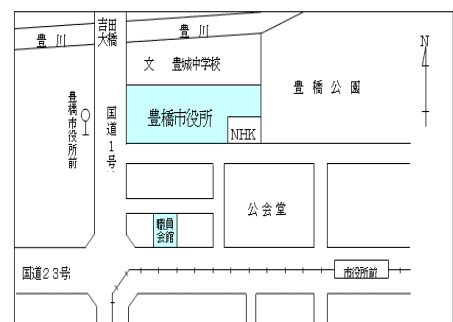 豊 川
吉田
大橋
豊 川
N
文 豊城中学校
豊 橋 公 園
豊橋市役所前
国道1号
豊橋市役所
NHK
公 会 堂
職員
会館
国道23号
市役所前